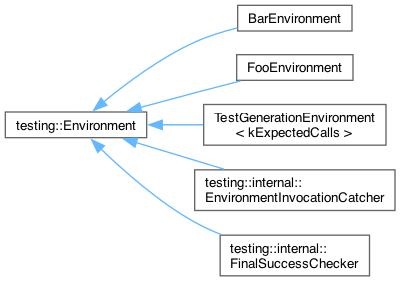 BarEnvironment
FooEnvironment
testing::Environment
TestGenerationEnvironment
< kExpectedCalls >
testing::internal::
EnvironmentInvocationCatcher
testing::internal::
FinalSuccessChecker